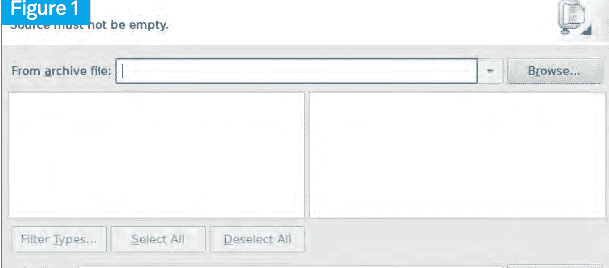 Figure 1
Source must not be empty.
From archive file:
Browse...
Filter Types...
Select All
Deselect All